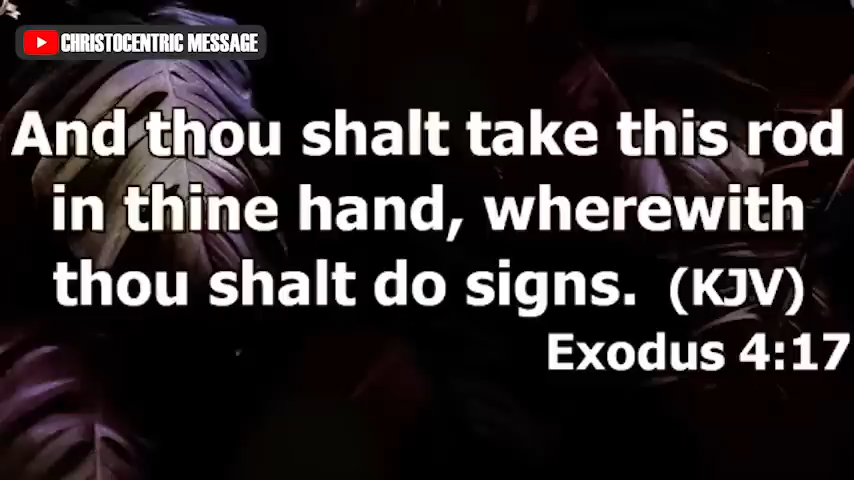 CHRISTOCENTRIC MESSAGE
And thou shalt take this rod
in thine hand, wherewith
thou shalt do signs. (KJV)
Exodus 4:17